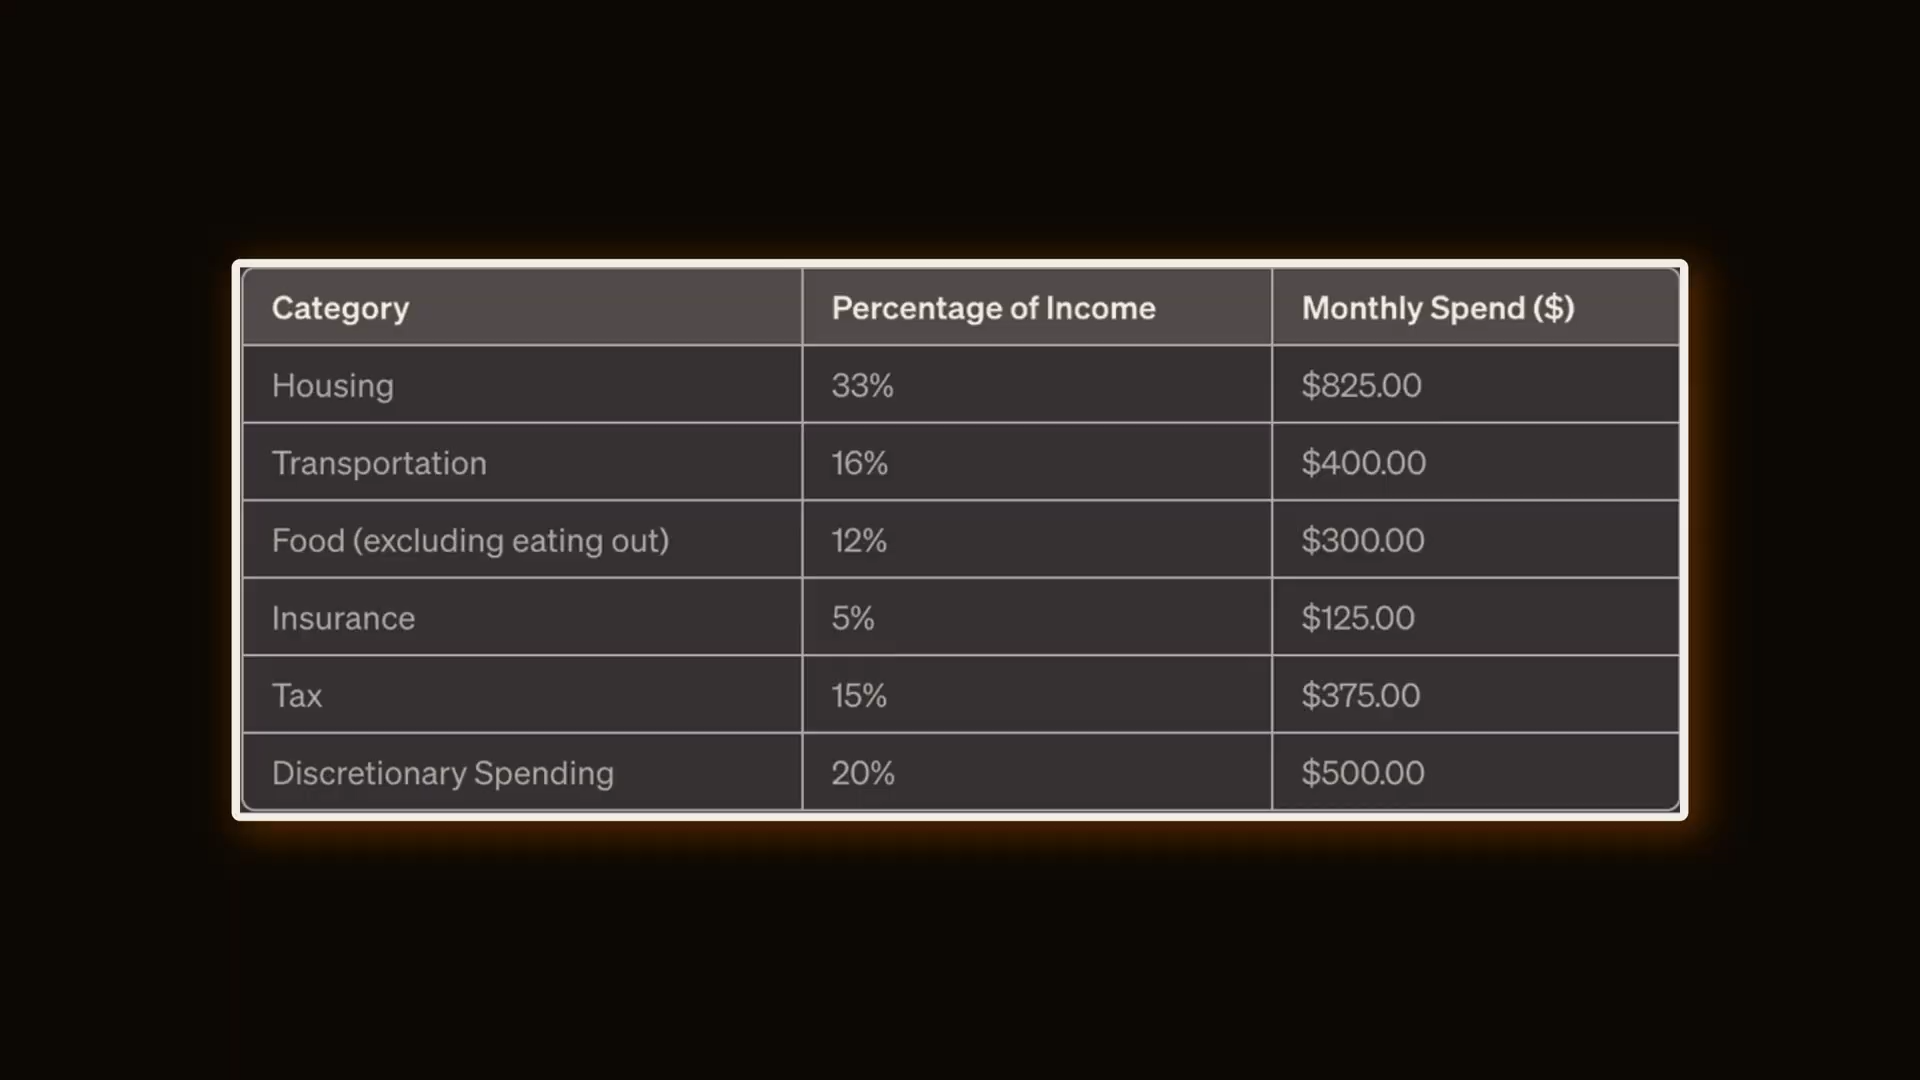 Category Percentage of Income Monthly Spend ($)
Housing 33% $825.00
Transportation 16% $400.00
Food (excluding eating out) 12% $300.00
Insurance 5% $125.00
Tax 15% $375.00
Discretionary Spending 20% $500.00